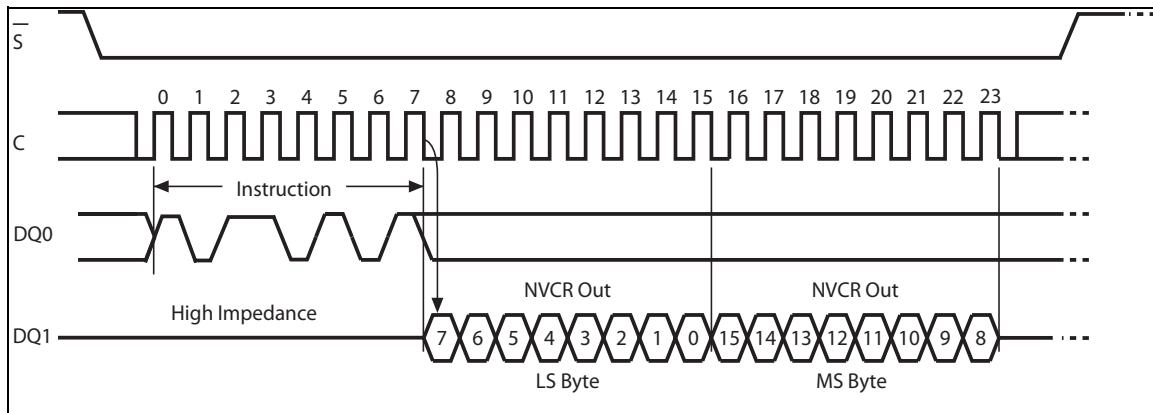 S
0 1 2 3 4 5 6 7 8 9 10 11 12 13 14 15 16 17 18 19 20 21 22 23
C
Instruction
DQ0
High Impedance
NVCR Out
NVCR Out
DQ1
7 6 5 4 3 2 1 0 15 14 13 12 11 10 9 8
LS Byte
MS Byte